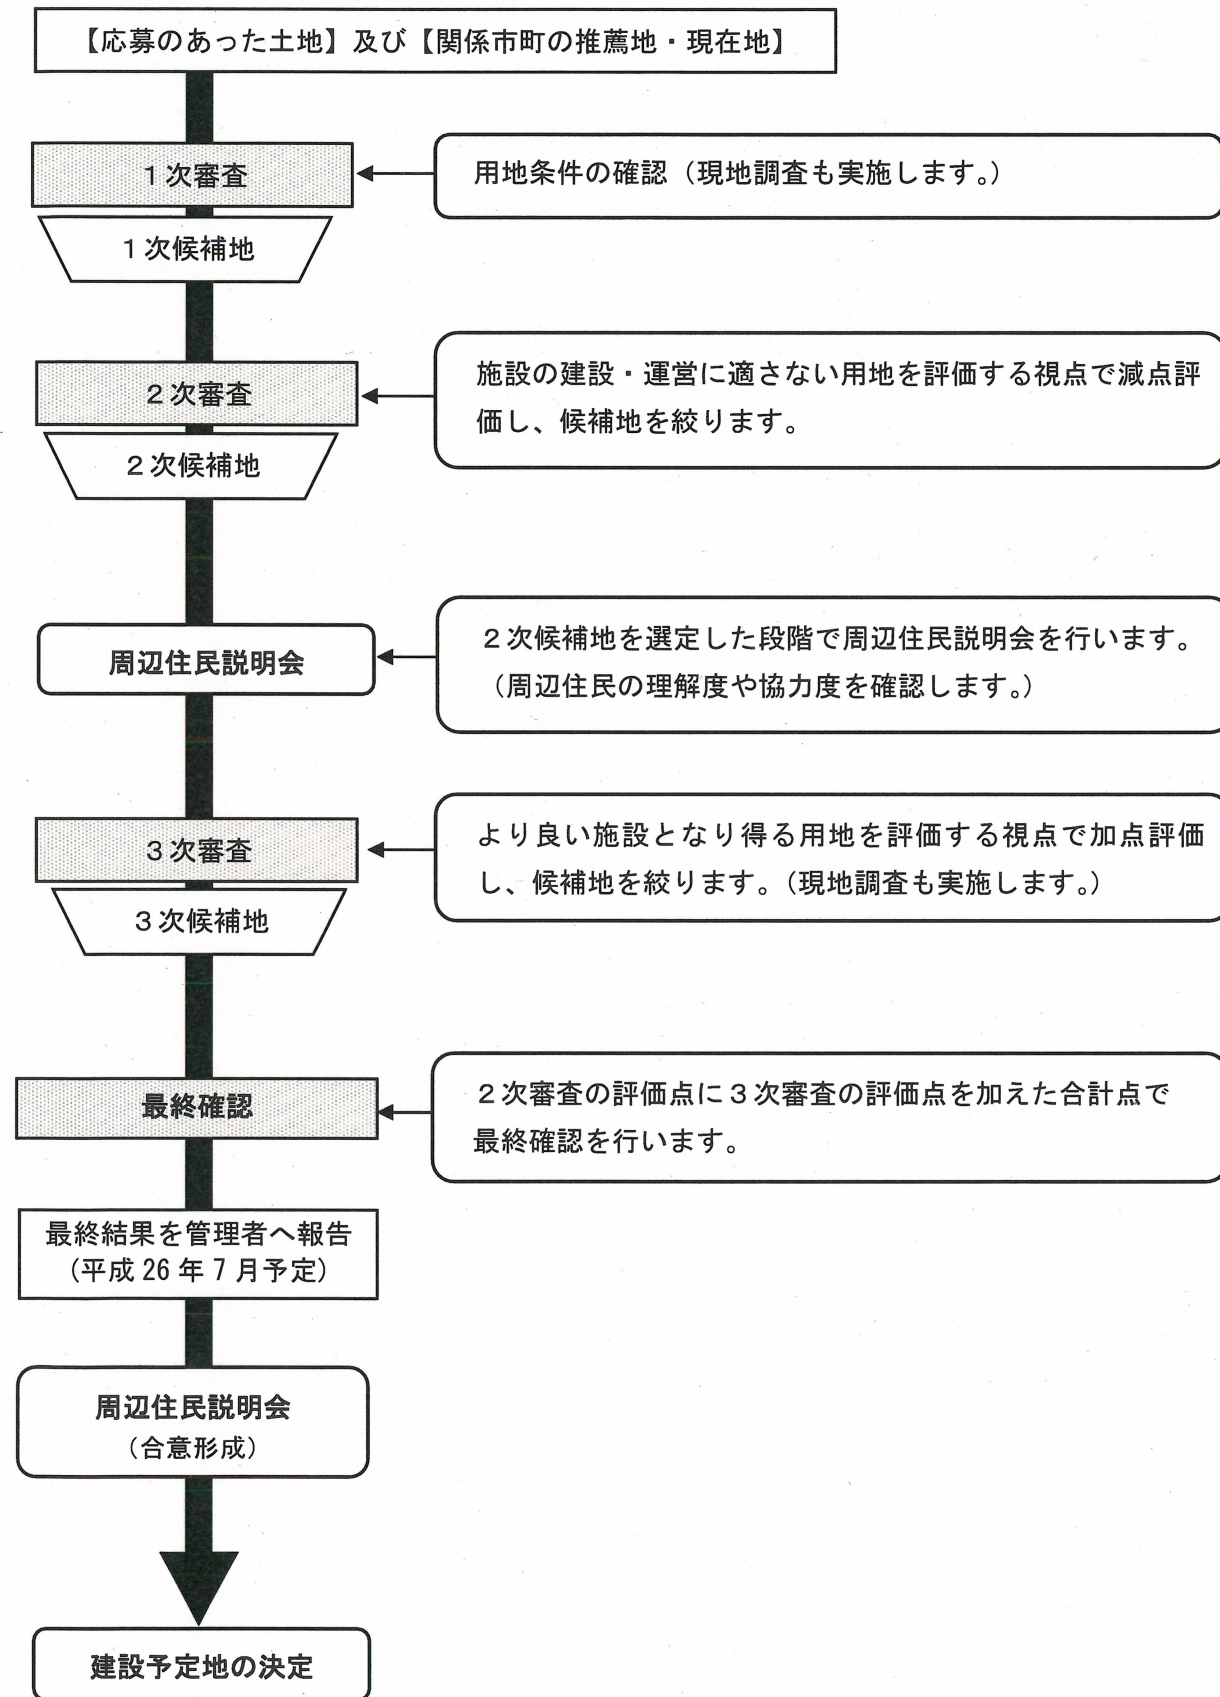 【応募のあった土地】及び【関係市町の推薦地・現在地】
１次審査
用地条件の確認（現地調査も実施します。）
１次候補地
２次審査
施設の建設・運営に適さない用地を評価する視点で減点評
価し、候補地を絞ります。
２次候補地
周辺住民説明会
２次候補地を選定した段階で周辺住民説明会を行います。
（周辺住民の理解度や協力度を確認します。）
３次審査
より良い施設となり得る用地を評価する視点で加点評価
し、候補地を絞ります。（現地調査も実施します。）
３次候補地
最終確認
２次審査の評価点に３次審査の評価点を加えた合計点で
最終確認を行います。
最終結果を管理者へ報告
（平成 26 年 7 月予定）
周辺住民説明会
（合意形成）
建設予定地の決定